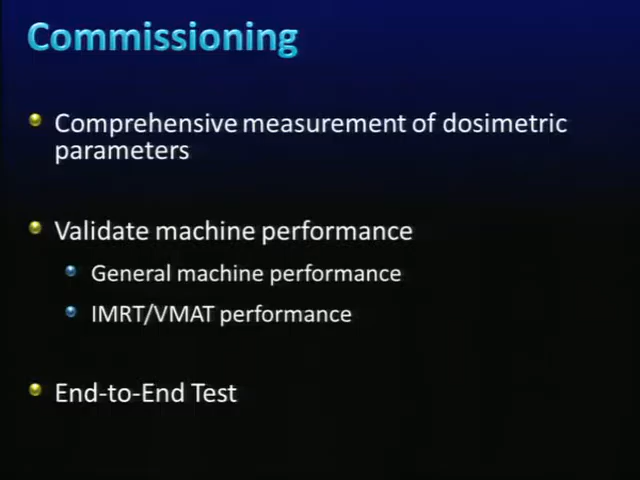 Commissioning
Comprehensive measurement of dosimetric
parameters
Validate machine performance
General machine performance
IMRT/VMAT performance
End-to-End Test